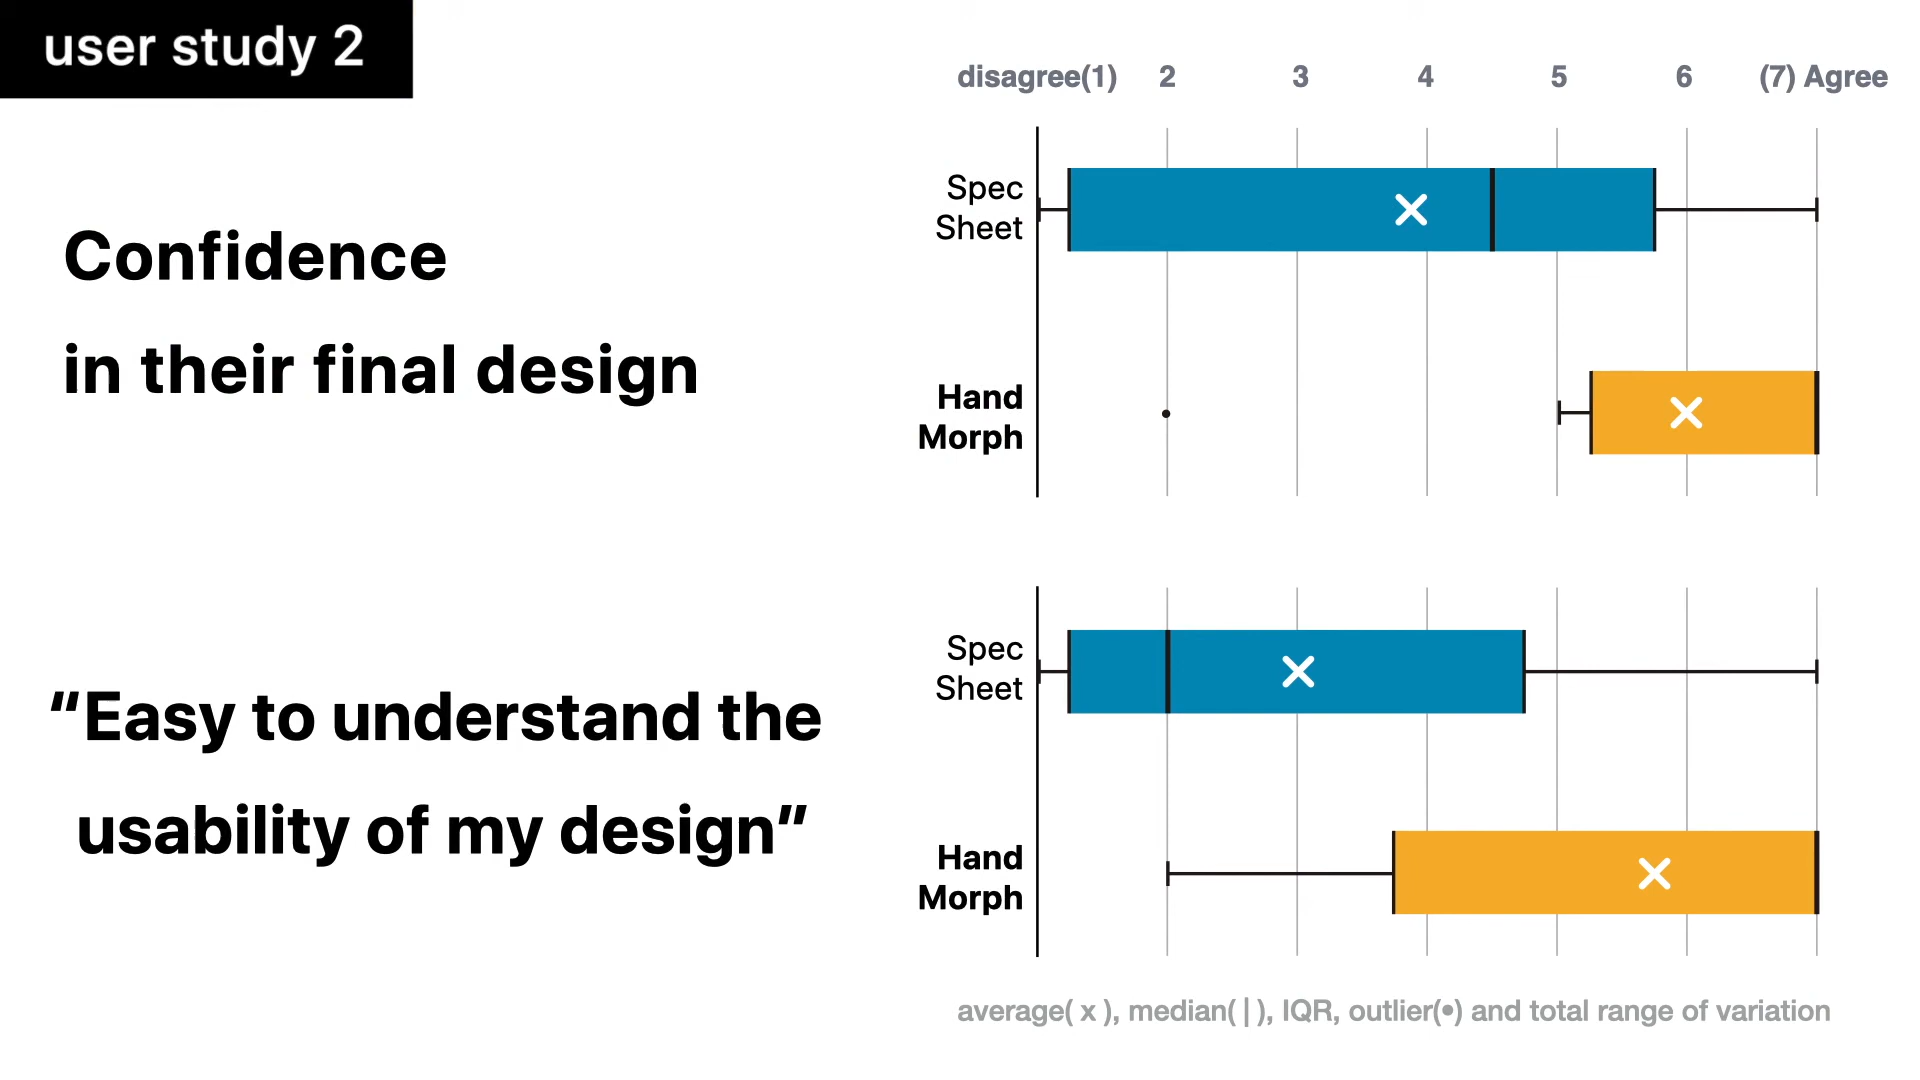 user study 2
disagree(1) 2 3 4 5 6 (7) Agree
Confidence
in their final design
Spec
Sheet
Hand
Morph
“Easy to understand the
usability of my design”
Spec
Sheet
Hand
Morph
average( x ), median( | ), IQR, outlier(•) and total range of variation